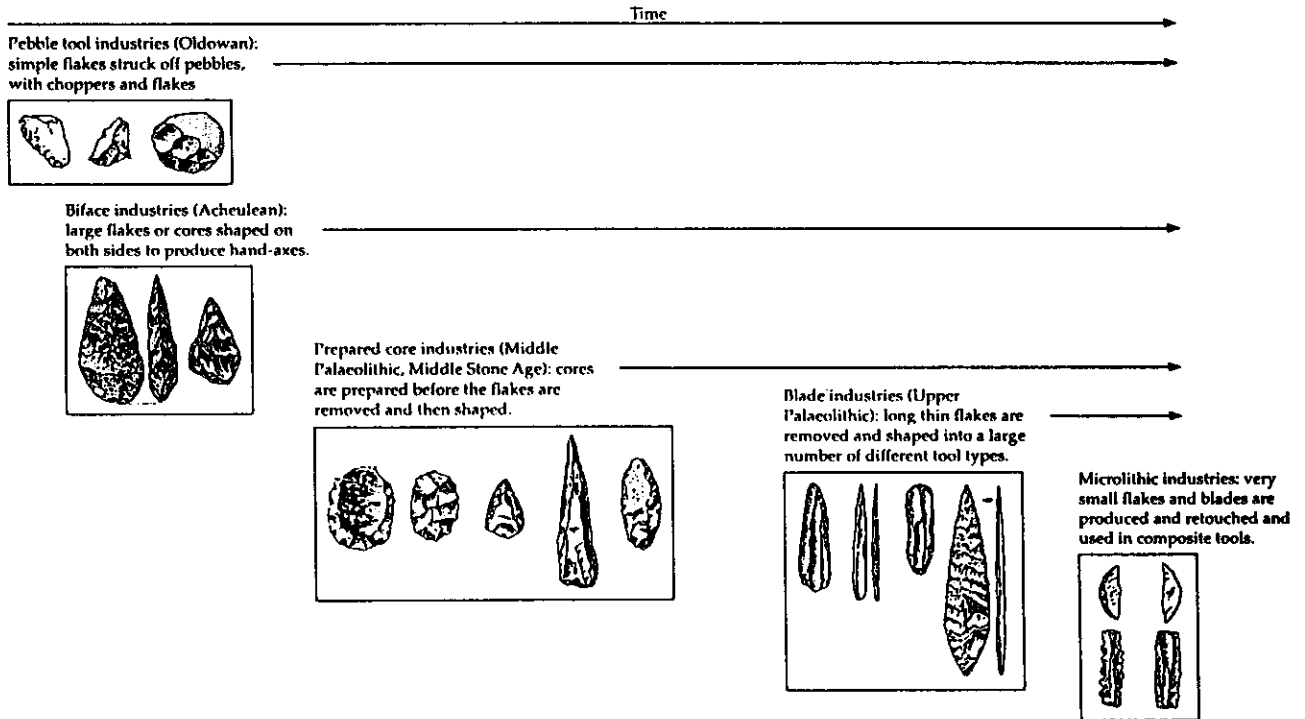 Time
Pebble tool industries (Oldowan):
simple flakes struck off pebbles,
with choppers and flakes
Biface industries (Acheulean):
large flakes or cores shaped on
both sides to produce hand-axes.
Prepared core industries (Middle
Palaeolithic, Middle Stone Age): cores
are prepared before the flakes are
removed and then shaped.
Blade industries (Upper
Palaeolithic): long thin flakes are
removed and shaped into a large
number of different tool types.
Microlithic industries: very
small flakes and blades are
produced and retouched and
used in composite tools.